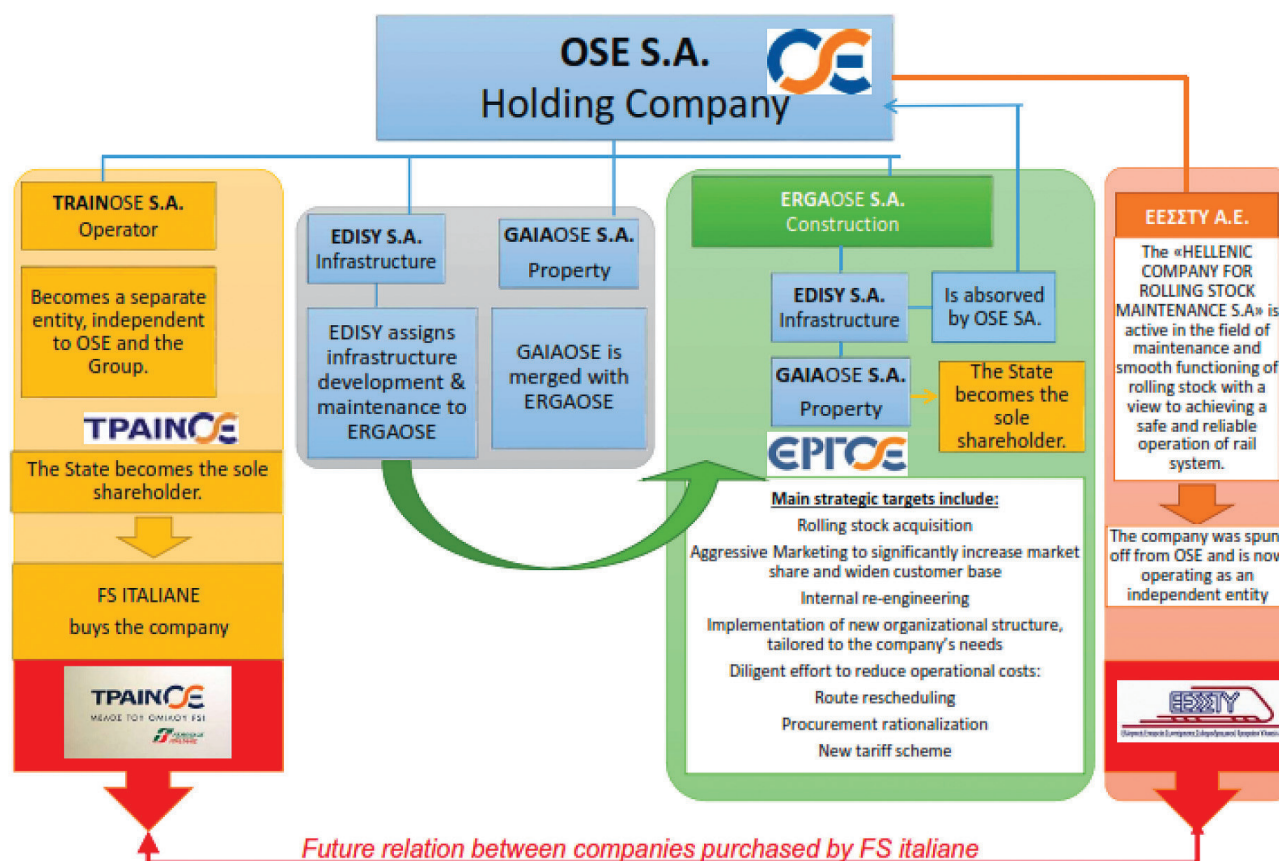 OSE S.A.
Holding Company
OSE
TRAINOSE S.A.
Operator
Becomes a separate
entity, independent
to OSE and the
Group.
ΤΡΑΙΝΟΣΕ
The State becomes the sole
shareholder.
FS ITALIANE
buys the company
ΤΡΑΙΝΟΣΕ
ΜΕΛΟΣ ΤΟΥ ΟΜΙΛΟΥ FSI
EDISY S.A.
Infrastructure
EDISY assigns
infrastructure
development &
maintenance to
ERGAOSE
GAIAOSE S.A.
Property
GAIAOSE is
merged with
ERGAOSE
ERGAOSE S.A.
Construction
EDISY S.A.
Infrastructure
Is absorved
by OSE SA.
GAIAOSE S.A.
Property
The State
becomes the
sole
shareholder.
ΕΡΓΟΣΕ
Main strategic targets include:
Rolling stock acquisition
Aggressive Marketing to significantly increase market
share and widen customer base
Internal re-engineering
Implementation of new organizational structure,
tailored to the company's needs
Diligent effort to reduce operational costs:
Route rescheduling
Procurement rationalization
New tariff scheme
ΕΕΣΣΤΥ Α.Ε.
The «HELLENIC
COMPANY FOR
ROLLING STOCK
MAINTENANCE S.A» is
active in the field of
maintenance and
smooth functioning of
rolling stock with a
view to achieving a
safe and reliable
operation of rail
system.
The company was spun
off from OSE and is now
operating as an
independent entity
ΕΕΣΣΤΥ
Future relation between companies purchased by FS italiane